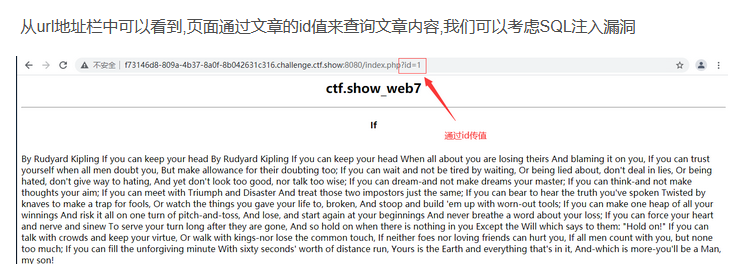 从url地址栏中可以看到,页面通过文章的id值来查询文章内容,我们可以考虑SQL注入漏洞
不安全 | f73146d8-809a-4b37-8a0f-8b042631c316.challenge.ctf.show:8080/index.php?id=1
ctf.show_web7
If
通过id传值
By Rudyard Kipling If you can keep your head By Rudyard Kipling If you can keep your head When all about you are losing theirs And blaming it on you, If you can trust
yourself when all men doubt you, But make allowance for their doubting too; If you can wait and not be tired by waiting, Or being lied about, don't deal in lies, Or being
hated, don't give way to hating, And yet don't look too good, nor talk too wise; If you can dream-and not make dreams your master; If you can think-and not make
thoughts your aim; If you can meet with Triumph and Disaster And treat those two impostors just the same; If you can bear to hear the truth you've spoken Twisted by
knaves to make a trap for fools, Or watch the things you gave your life to, broken, And stoop and build 'em up with worn-out tools; If you can make one heap of all your
winnings And risk it all on one turn of pitch-and-toss, And lose, and start again at your beginnings And never breathe a word about your loss; If you can force your heart
and nerve and sinew To serve your turn long after they are gone, And so hold on when there is nothing in you Except the Will which says to them: "Hold on!" If you can
talk with crowds and keep your virtue, Or walk with kings-nor lose the common touch, If neither foes nor loving friends can hurt you, If all men count with you, but none
too much; If you can fill the unforgiving minute With sixty seconds' worth of distance run, Yours is the Earth and everything that's in it, And-which is more-you'll be a Man,
my son!